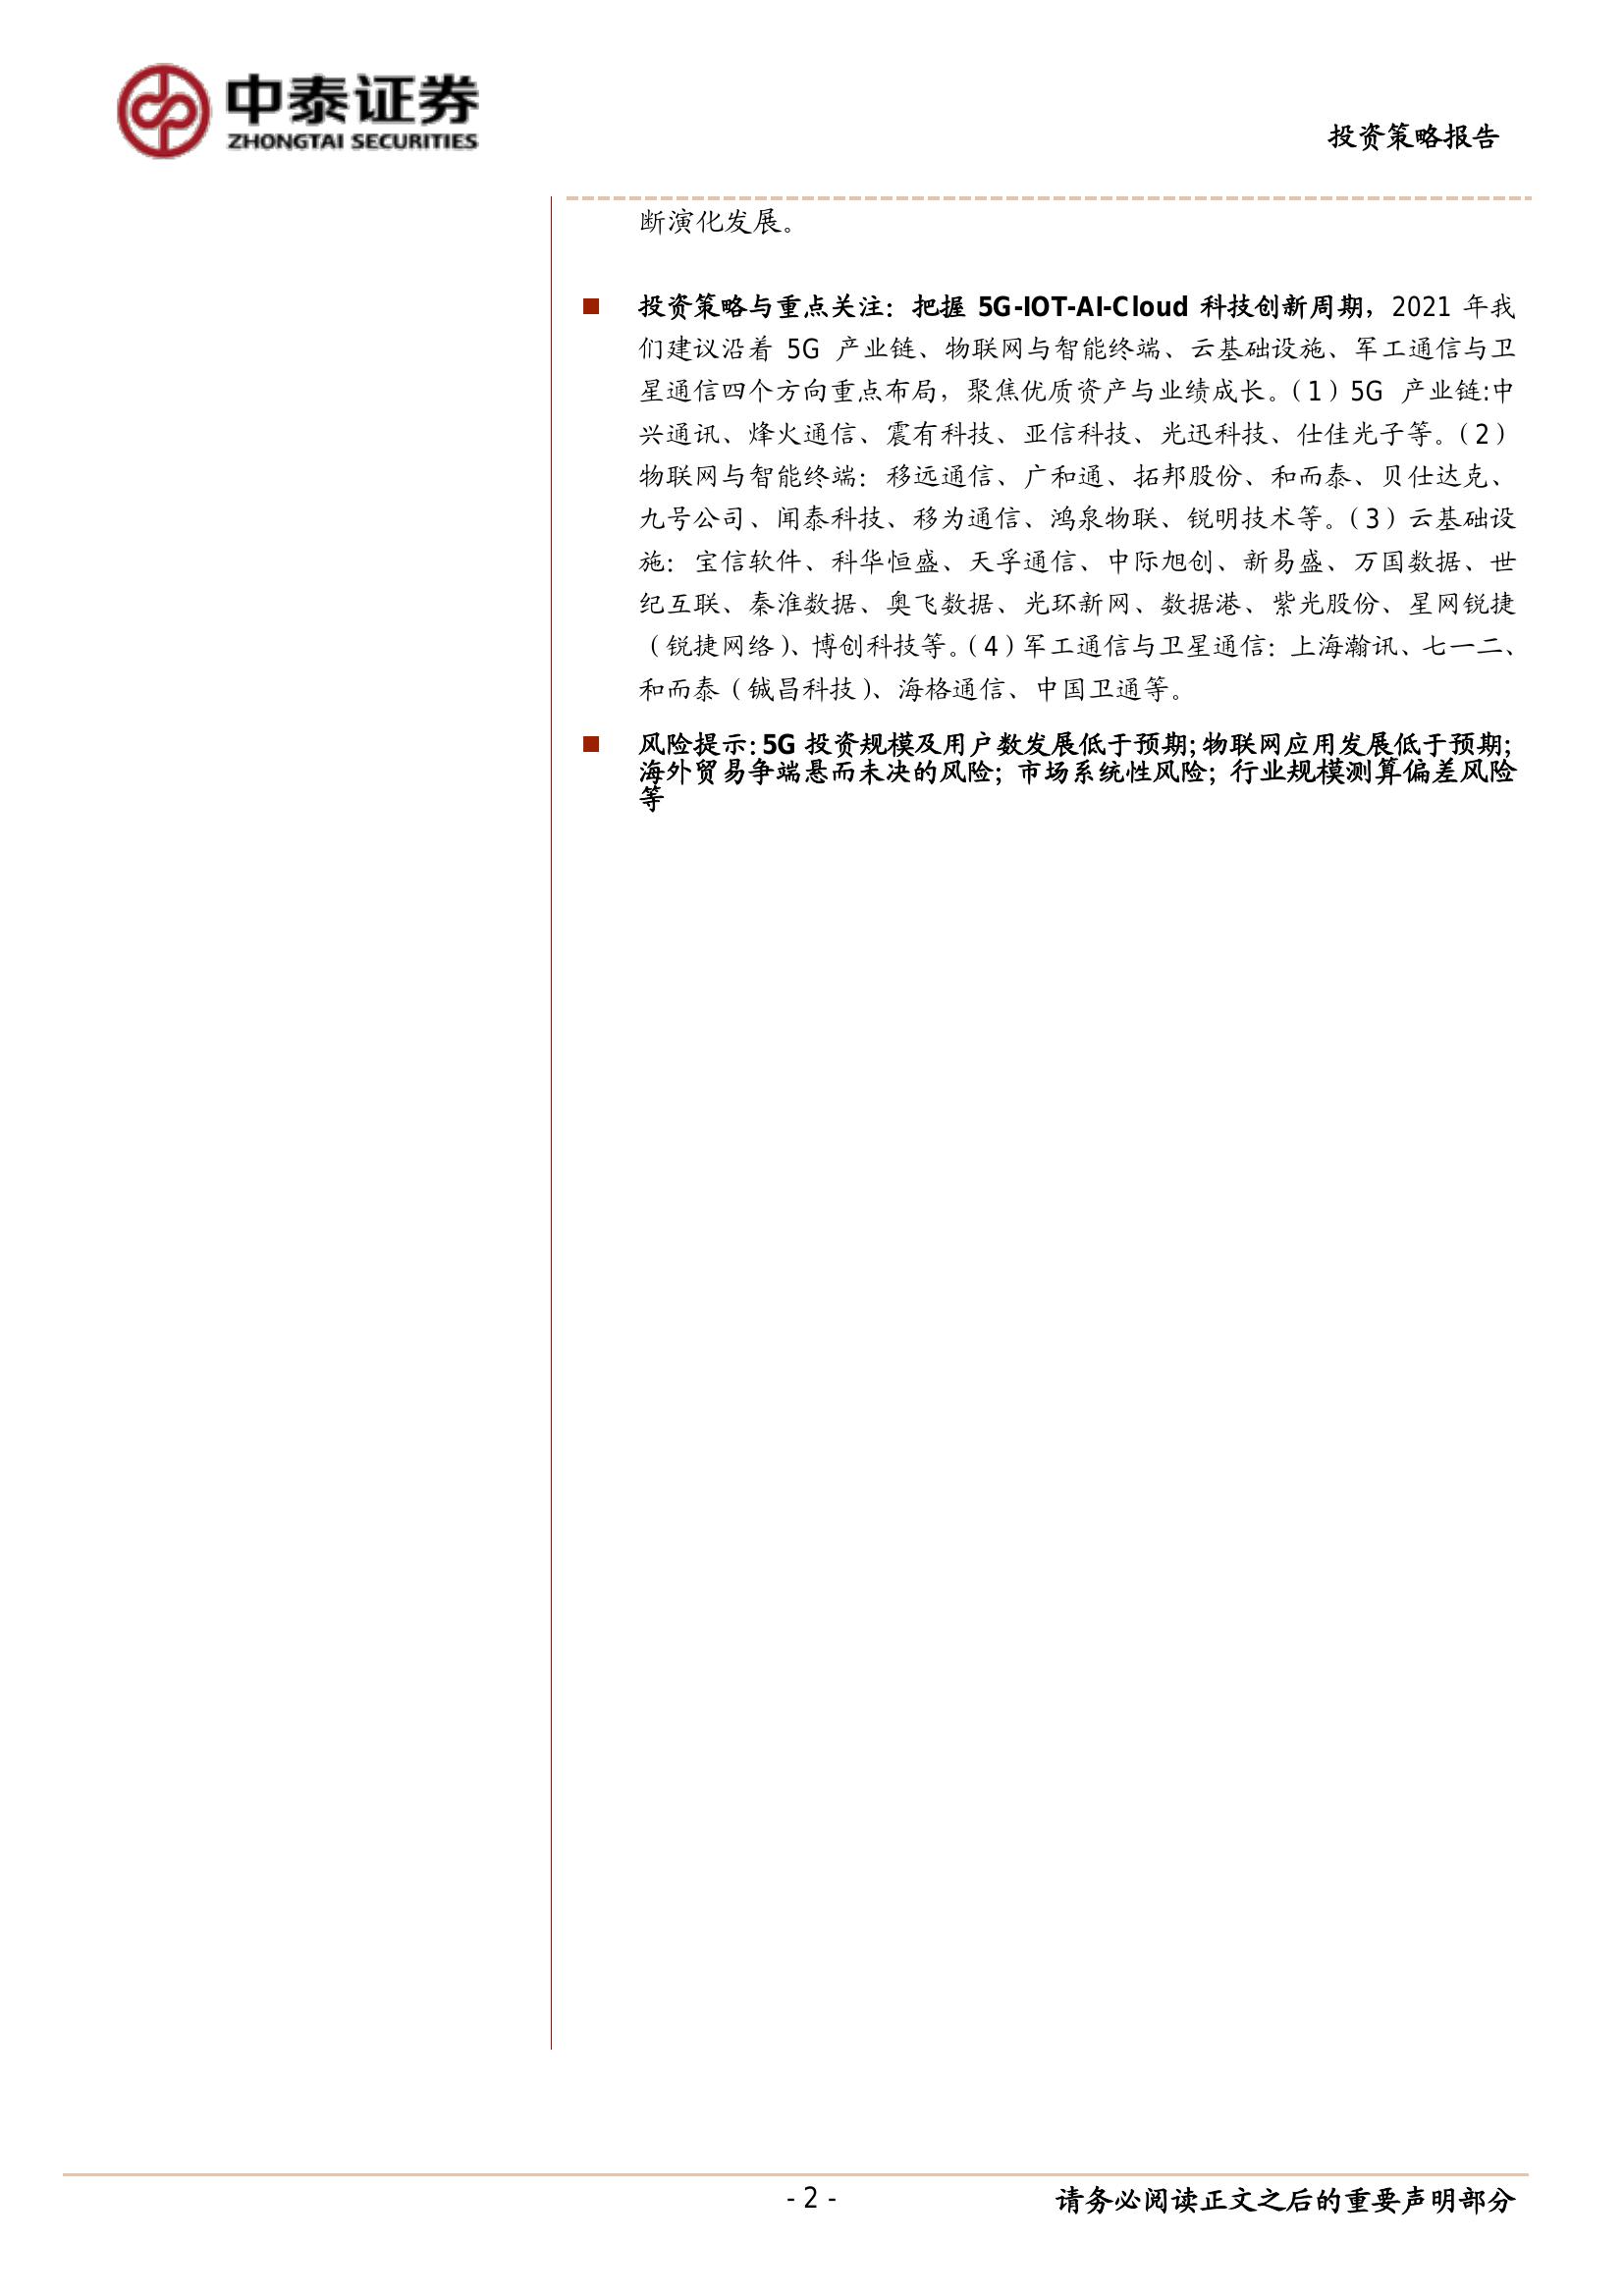 中泰证券
ZHONGTAI SECURITIES
投资策略报告
断演化发展。
■ 投资策略与重点关注：把握 5G-IOT-AI-Cloud 科技创新周期，2021 年我
们建议沿着 5G 产业链、物联网与智能终端、云基础设施、军工通信与卫
星通信四个方向重点布局，聚焦优质资产与业绩成长。（1）5G 产业链:中
兴通讯、烽火通信、震有科技、亚信科技、光迅科技、仕佳光子等。（2）
物联网与智能终端：移远通信、广和通、拓邦股份、和而泰、贝仕达克、
九号公司、闻泰科技、移为通信、鸿泉物联、锐明技术等。（3）云基础设
施：宝信软件、科华恒盛、天孚通信、中际旭创、新易盛、万国数据、世
纪互联、秦淮数据、奥飞数据、光环新网、数据港、紫光股份、星网锐捷
（锐捷网络）、博创科技等。（4）军工通信与卫星通信：上海瀚讯、七一二、
和而泰（铖昌科技）、海格通信、中国卫通等。
■ 风险提示：5G 投资规模及用户数发展低于预期；物联网应用发展低于预期；
海外贸易争端悬而未决的风险；市场系统性风险；行业规模测算偏差风险
等
- 2 -
请务必阅读正文之后的重要声明部分